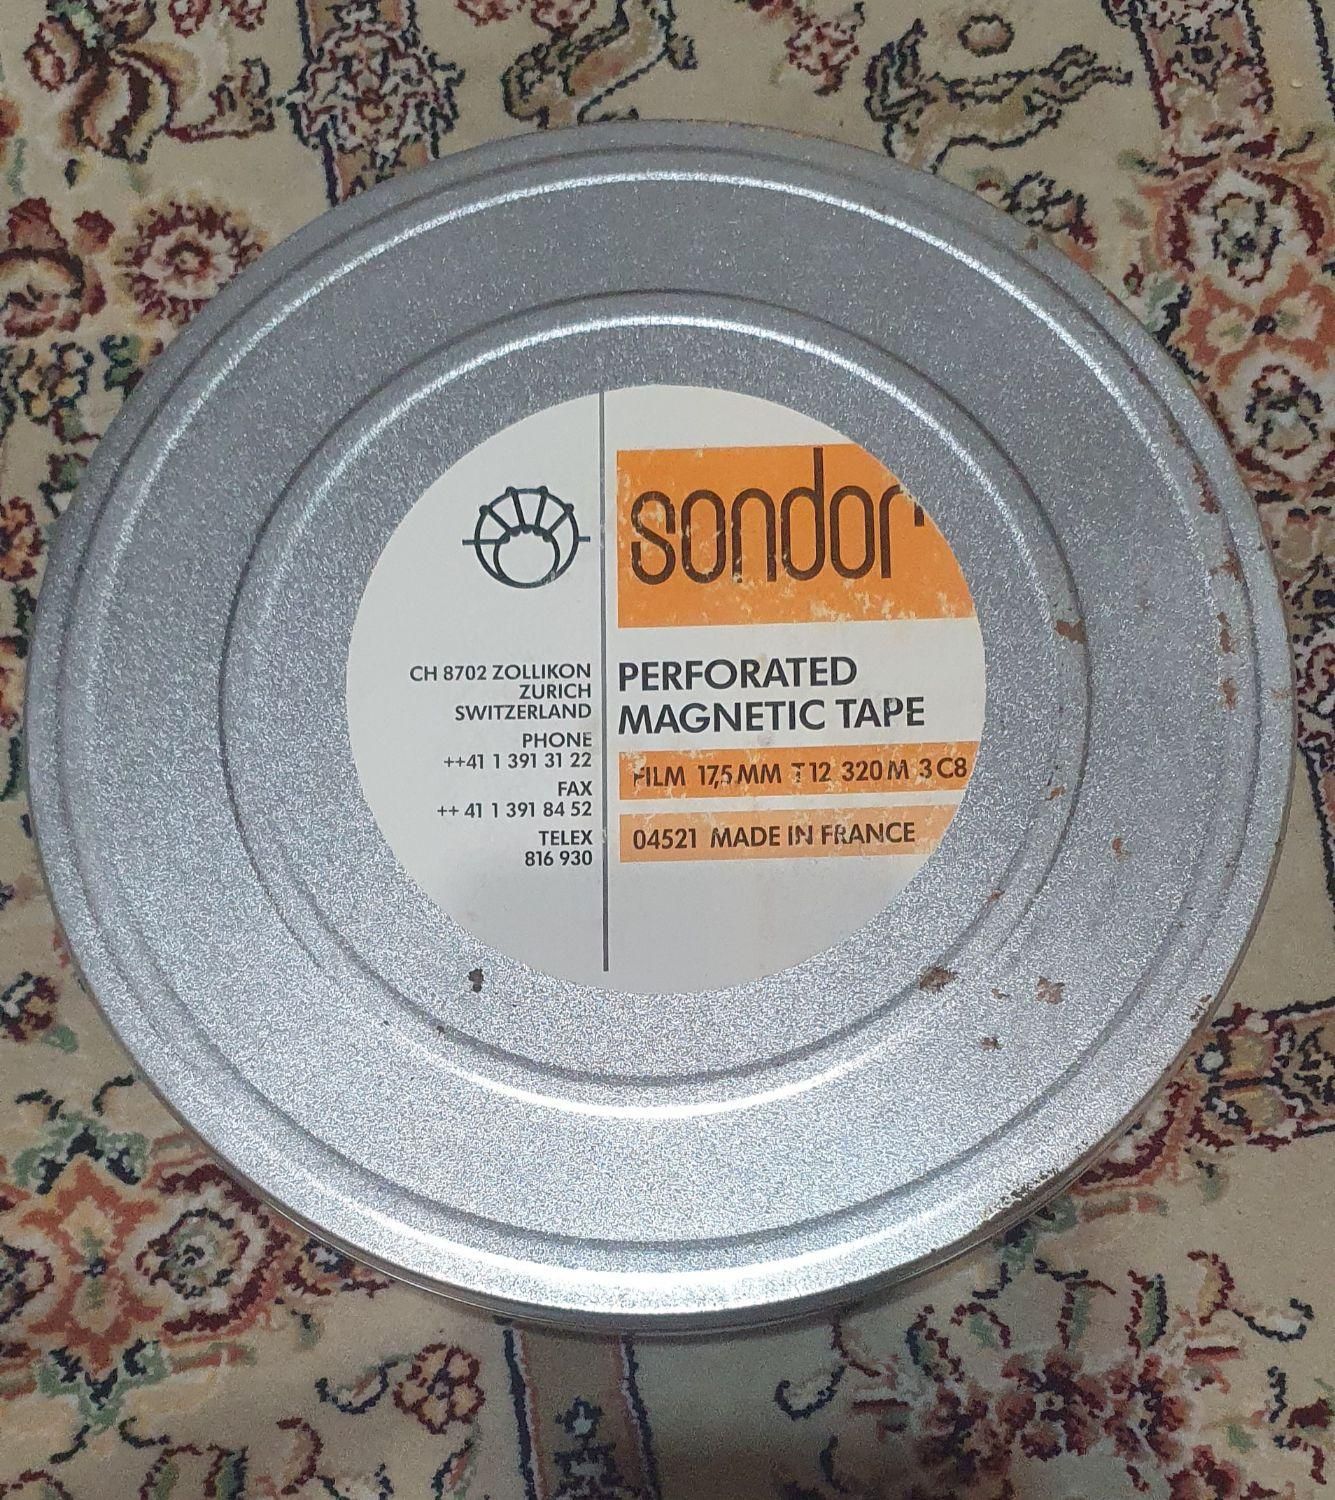 sondor
CH 8702 ZOLLIKON
ZURICH
SWITZERLAND
PHONE
++41 1 391 31 22
FAX
++ 41 1 391 84 52
TELEX
816 930
PERFORATED
MAGNETIC TAPE
FILM 17,5 MM T 12 320 M 3 C8
04521 MADE IN FRANCE